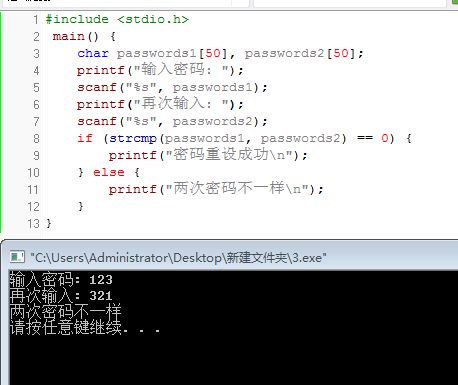 1 #include <stdio.h>
2 main() {
3 char passwords1[50], passwords2[50];
4 printf("输入密码: ");
5 scanf("%s", passwords1);
6 printf("再次输入: ");
7 scanf("%s", passwords2);
8 if (strcmp(passwords1, passwords2) == 0) {
9 printf("密码重设成功\n");
10 } else {
11 printf("两次密码不一样\n");
12 }
13 }
"C:\Users\Administrator\Desktop\新建文件夹\3.exe"
输入密码: 123
再次输入: 321
两次密码不一样
请按任意键继续. . .